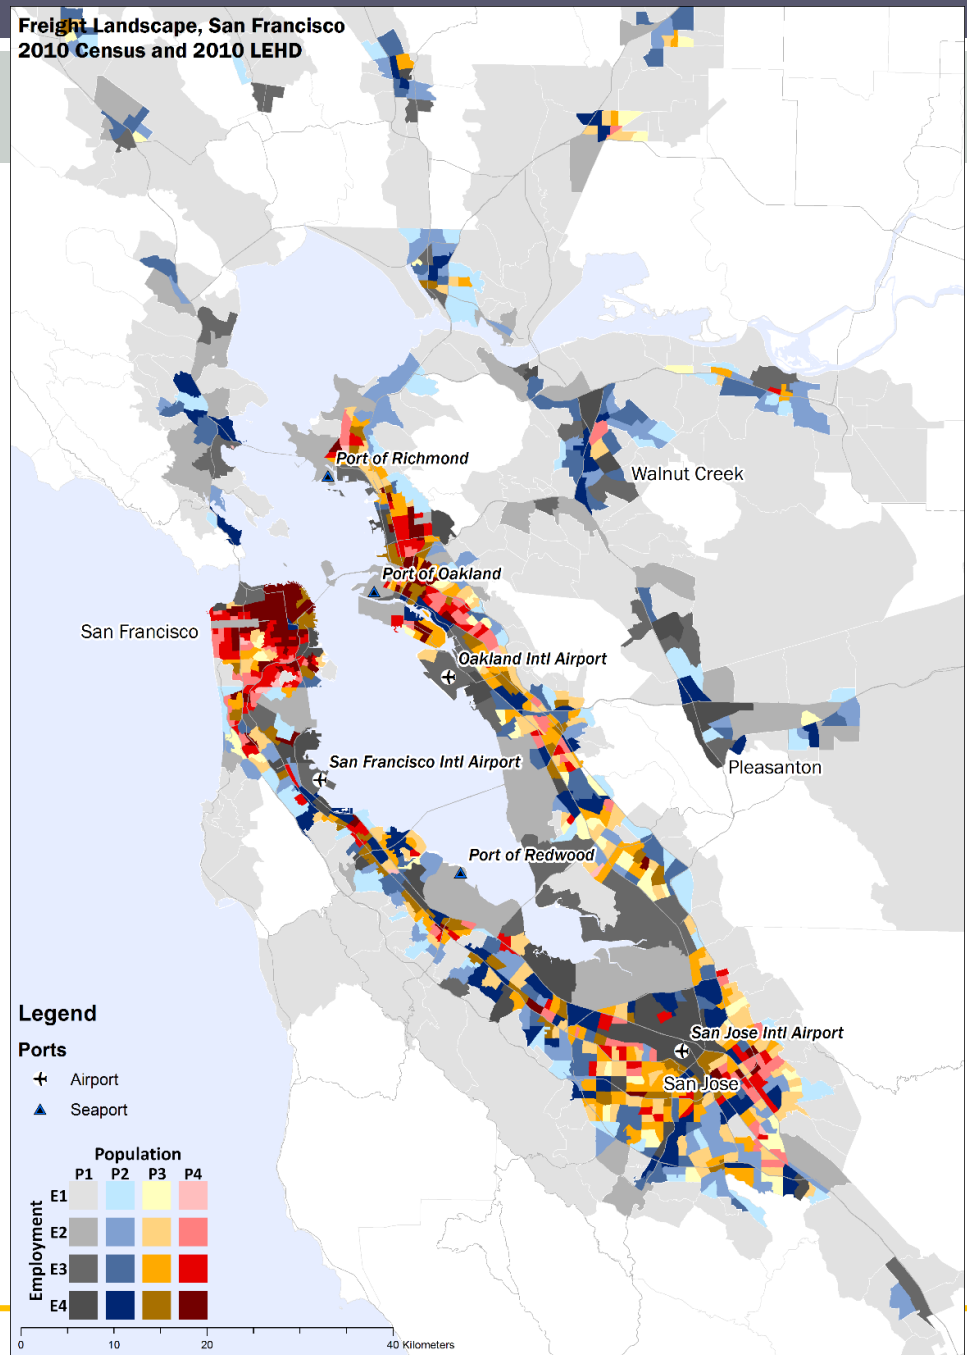 Freight Landscape, San Francisco
2010 Census and 2010 LEHD
Port of Richmond
Walnut Creek
Port of Oakland
San Francisco
Oakland Intl Airport
San Francisco Intl Airport
Pleasanton
Port of Redwood
San Jose Intl Airport
San Jose
Legend
Ports
Airport
Seaport
Population
P1 P2 P3 P4
Employment
E1
E2
E3
E4
0 10 20 40 Kilometers